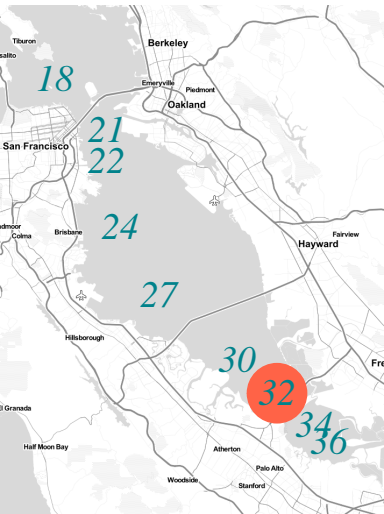 Tiburon
Berkeley
salito
18
Emeryville
Piedmont
Oakland
21
San Francisco
22
24
Brisbane
dmoor
Colma
Fairview
Hayward
27
Hillsborough
30
Fre
32
El Granada
34
36
Half Moon Bay
Atherton
Palo Alto
Woodside
Stanford